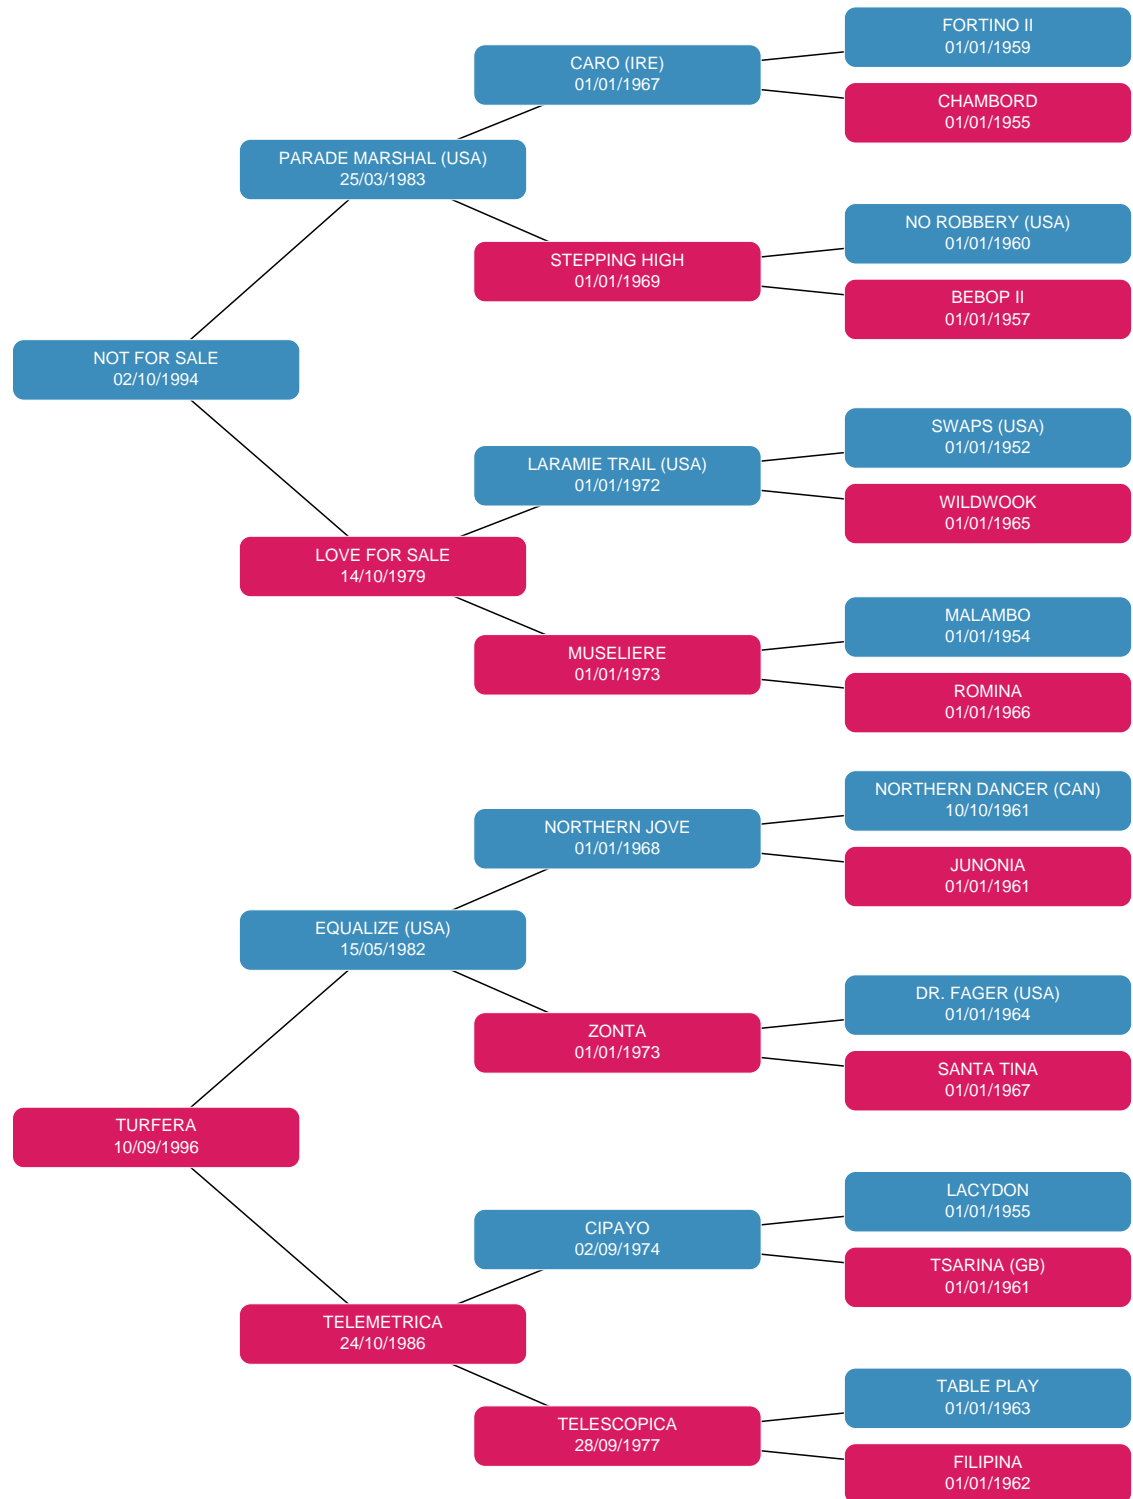 FORTINO II
01/01/1959
CARO (IRE)
01/01/1967
CHAMBORD
01/01/1955
PARADE MARSHAL (USA)
25/03/1983
NO ROBBERY (USA)
01/01/1960
STEPPING HIGH
01/01/1969
BEBOP II
01/01/1957
NOT FOR SALE
02/10/1994
SWAPS (USA)
01/01/1952
LARAMIE TRAIL (USA)
01/01/1972
WILDWOOK
01/01/1965
LOVE FOR SALE
14/10/1979
MALAMBO
01/01/1954
MUSELIERE
01/01/1973
ROMINA
01/01/1966
NORTHERN DANCER (CAN)
10/10/1961
NORTHERN JOVE
01/01/1968
JUNONIA
01/01/1961
EQUALIZE (USA)
15/05/1982
DR. FAGER (USA)
01/01/1964
ZONTA
01/01/1973
SANTA TINA
01/01/1967
TURFERA
10/09/1996
LACYDON
01/01/1955
CIPAYO
02/09/1974
TSARINA (GB)
01/01/1961
TELEMETRICA
24/10/1986
TABLE PLAY
01/01/1963
TELESCOPICA
28/09/1977
FILIPINA
01/01/1962